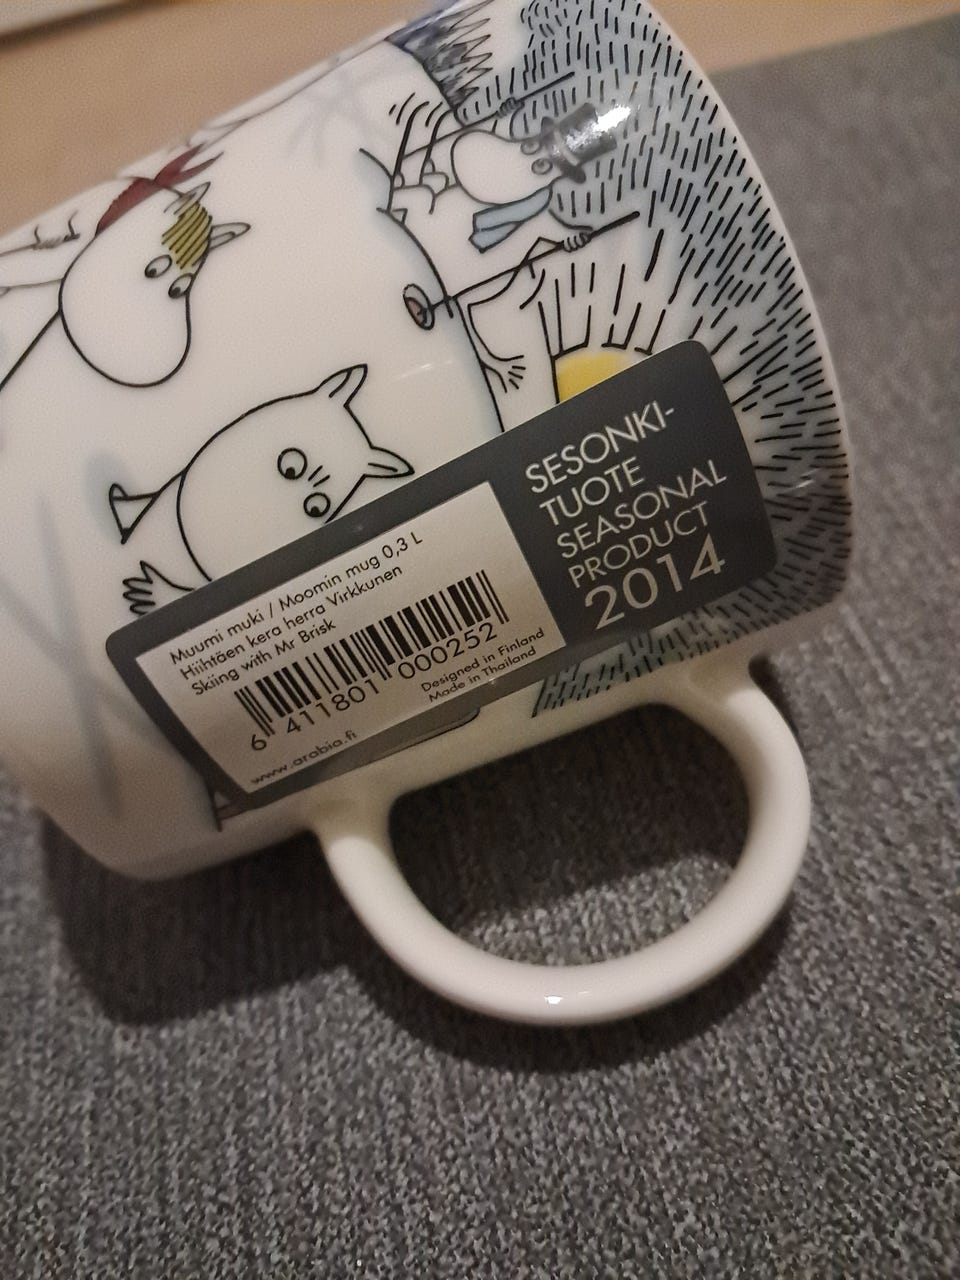 Muumi muki / Moomin mug 0,3 L
Hiihtäen kera herra Virkkunen
Skiing with Mr Brisk
6 411801 000252
Designed in Finland
Made in Thailand
www.arabia.fi
SESONKI-
TUOTE
SEASONAL
PRODUCT
2014